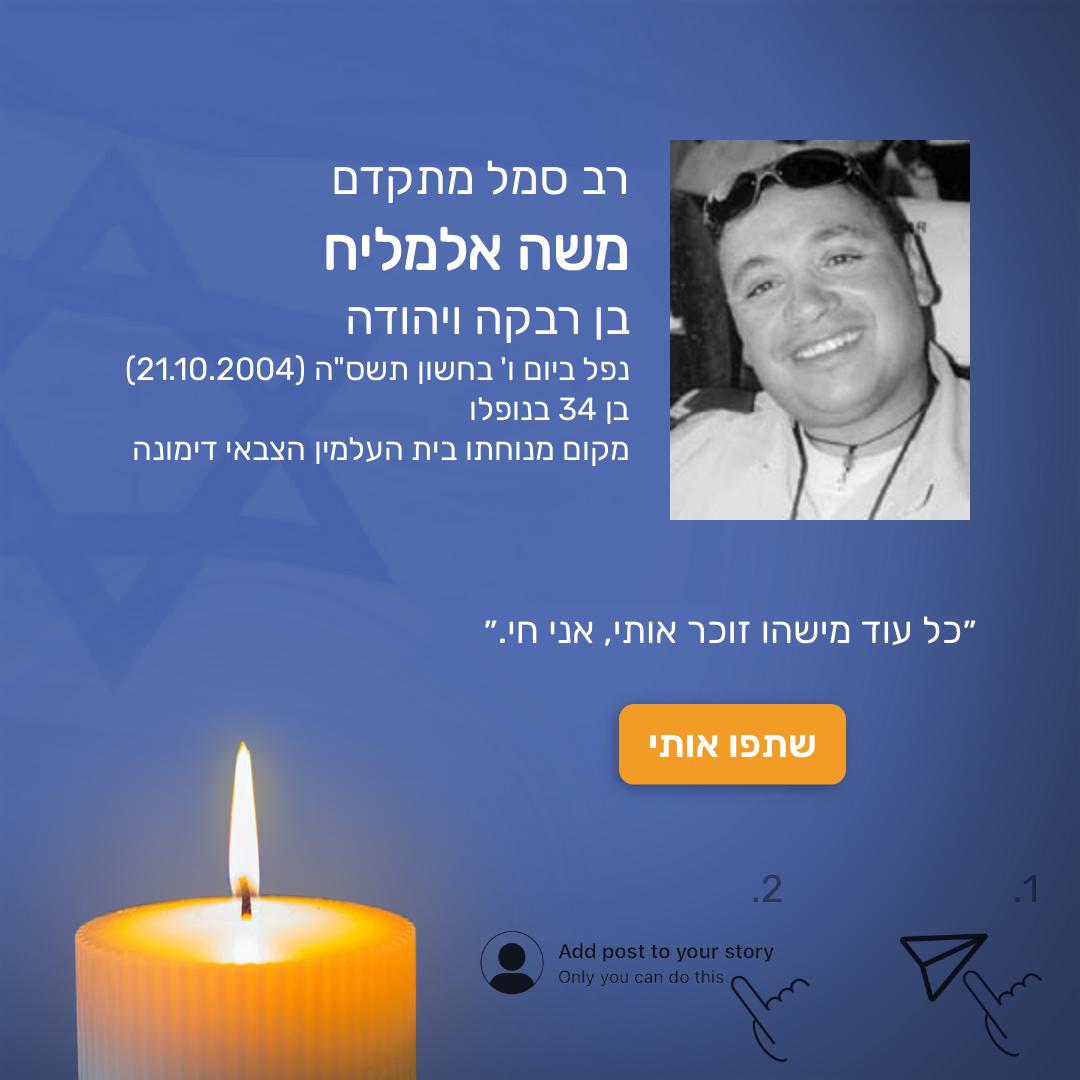 רב סמל מתקדם
משה אלמליח
בן רבקה ויהודה
נפל ביום ו' בחשון תשס"ה (21.10.2004)
בן 34 בנופלו
מקום מנוחתו בית העלמין הצבאי דימונה
״כל עוד מישהו זוכר אותי, אני חי.״
שתפו אותי
1.
2.
Add post to your story
Only you can do this